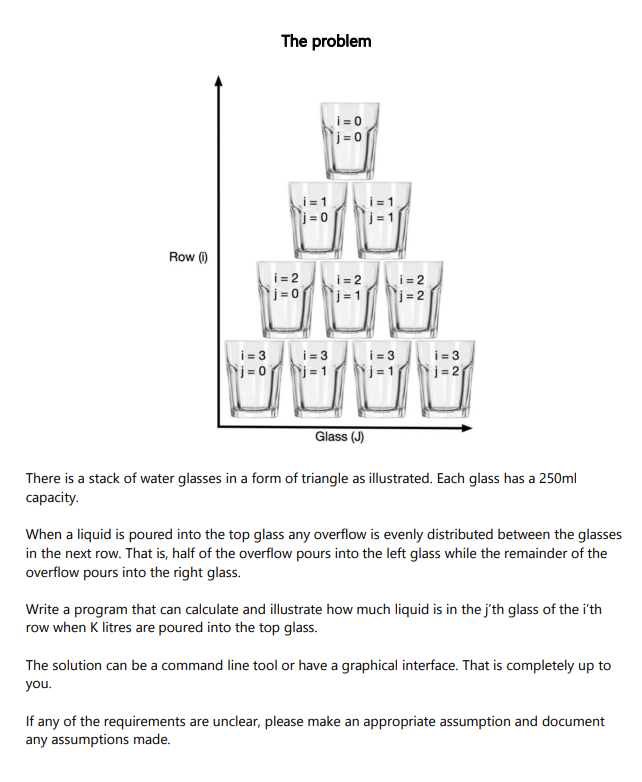 The problem
i = 0
j = 0
i = 1 i = 1
j = 0 j = 1
Row (i)
i = 2 i = 2 i = 2
j = 0 j = 1 j = 2
i = 3 i = 3 i = 3 i = 3
j = 0 j = 1 j = 1 j = 2
Glass (J)
There is a stack of water glasses in a form of triangle as illustrated. Each glass has a 250ml
capacity.
When a liquid is poured into the top glass any overflow is evenly distributed between the glasses
in the next row. That is, half of the overflow pours into the left glass while the remainder of the
overflow pours into the right glass.
Write a program that can calculate and illustrate how much liquid is in the j'th glass of the i'th
row when K litres are poured into the top glass.
The solution can be a command line tool or have a graphical interface. That is completely up to
you.
If any of the requirements are unclear, please make an appropriate assumption and document
any assumptions made.